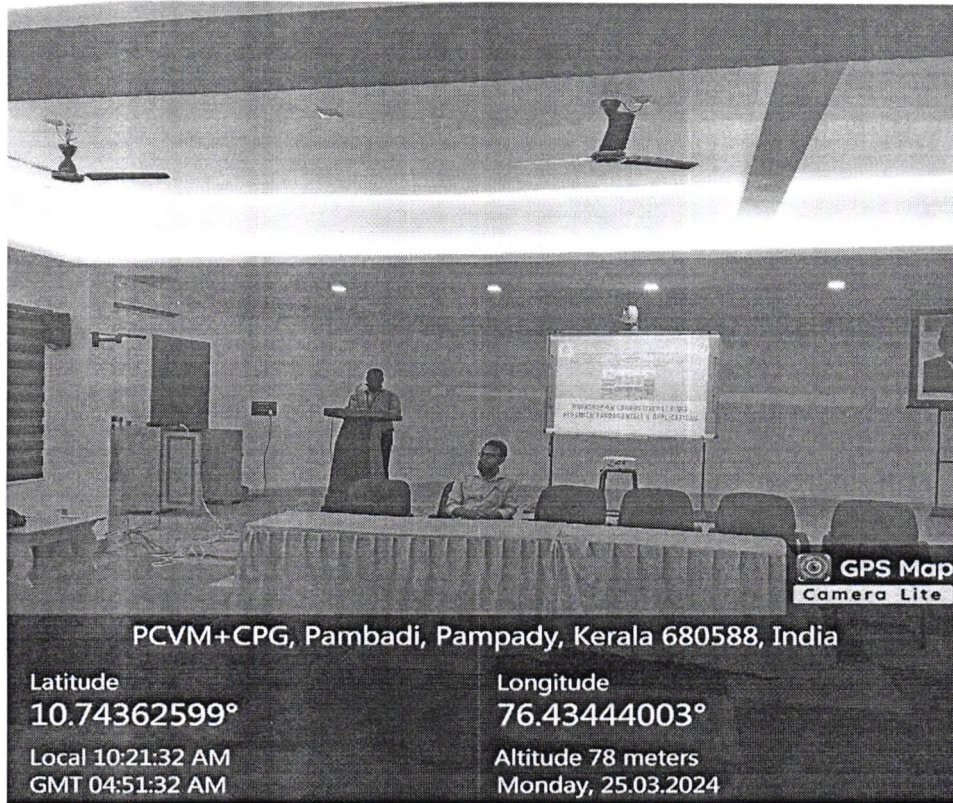 GPS Map
Camera Lite
PCVM+CPG, Pambadi, Pampady, Kerala 680588, India
Latitude
10.74362599°
Longitude
76.43444003°
Local 10:21:32 AM
GMT 04:51:32 AM
Altitude 78 meters
Monday, 25.03.2024